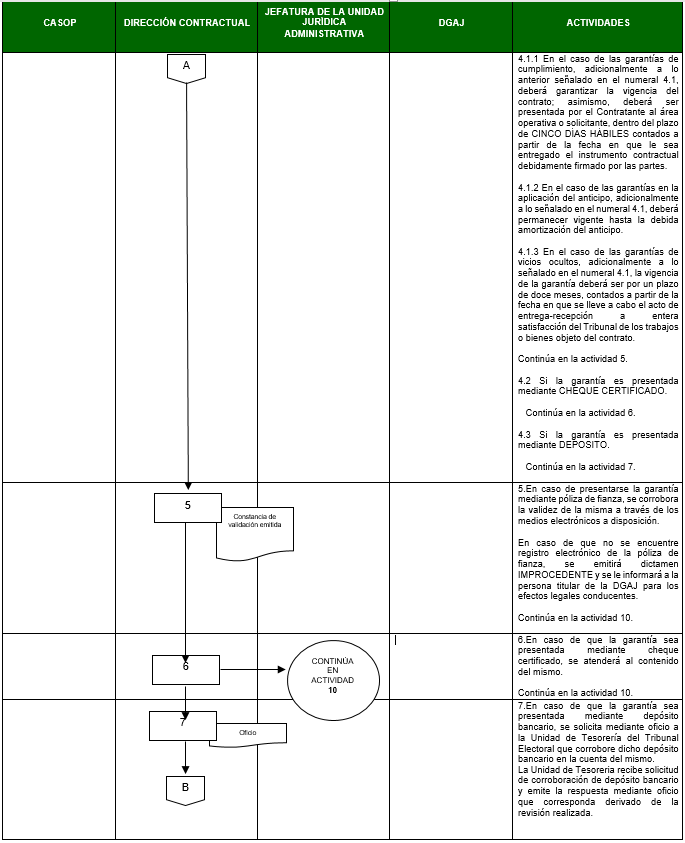 CASOP
DIRECCIÓN CONTRACTUAL
JEFATURA DE LA UNIDAD
JURÍDICA
ADMINISTRATIVA
DGAJ
ACTIVIDADES
A
4.1.1 En el caso de las garantías de
cumplimiento, adicionalmente a lo
anterior señalado en el numeral 4.1,
deberá garantizar la vigencia del
contrato; asimismo, deberá ser
presentada por el Contratante al área
operativa o solicitante, dentro del plazo
de CINCO DÍAS HÁBILES contados a
partir de la fecha en que le sea
entregado el instrumento contractual
debidamente firmado por las partes.
4.1.2 En el caso de las garantías en la
aplicación del anticipo, adicionalmente
a lo señalado en el numeral 4.1, deberá
permanecer vigente hasta la debida
amortización del anticipo.
4.1.3 En el caso de las garantías de
vicios ocultos, adicionalmente a lo
señalado en el numeral 4.1, la vigencia
de la garantía deberá ser por un plazo
de doce meses, contados a partir de la
fecha en que se lleve a cabo el acto de
entrega-recepción a entera
satisfacción del Tribunal de los trabajos
o bienes objeto del contrato.
Continúa en la actividad 5.
4.2 Si la garantía es presentada
mediante CHEQUE CERTIFICADO.
Continúa en la actividad 6.
4.3 Si la garantía es presentada
mediante DEPÓSITO.
Continúa en la actividad 7.
5
Constancia de
validación emitida
5.En caso de presentarse la garantía
mediante póliza de fianza, se corrobora
la validez de la misma a través de los
medios electrónicos a disposición.
En caso de que no se encuentre
registro electrónico de la póliza de
fianza, se emitirá dictamen
IMPROCEDENTE y se le informará a la
persona titular de la DGAJ para los
efectos legales conducentes.
Continúa en la actividad 10.
6
CONTINÚA
EN
ACTIVIDAD
10
6.En caso de que la garantía sea
presentada mediante cheque
certificado, se atenderá al contenido
del mismo.
Continúa en la actividad 10.
7
Oficio
B
7.En caso de que la garantía sea
presentada mediante depósito
bancario, se solicita mediante oficio a
la Unidad de Tesorería del Tribunal
Electoral que corrobore dicho depósito
bancario en la cuenta del mismo.
La Unidad de Tesoreria recibe solicitud
de corroboración de depósito bancario
y emite la respuesta mediante oficio
que corresponda derivado de la
revisión realizada.